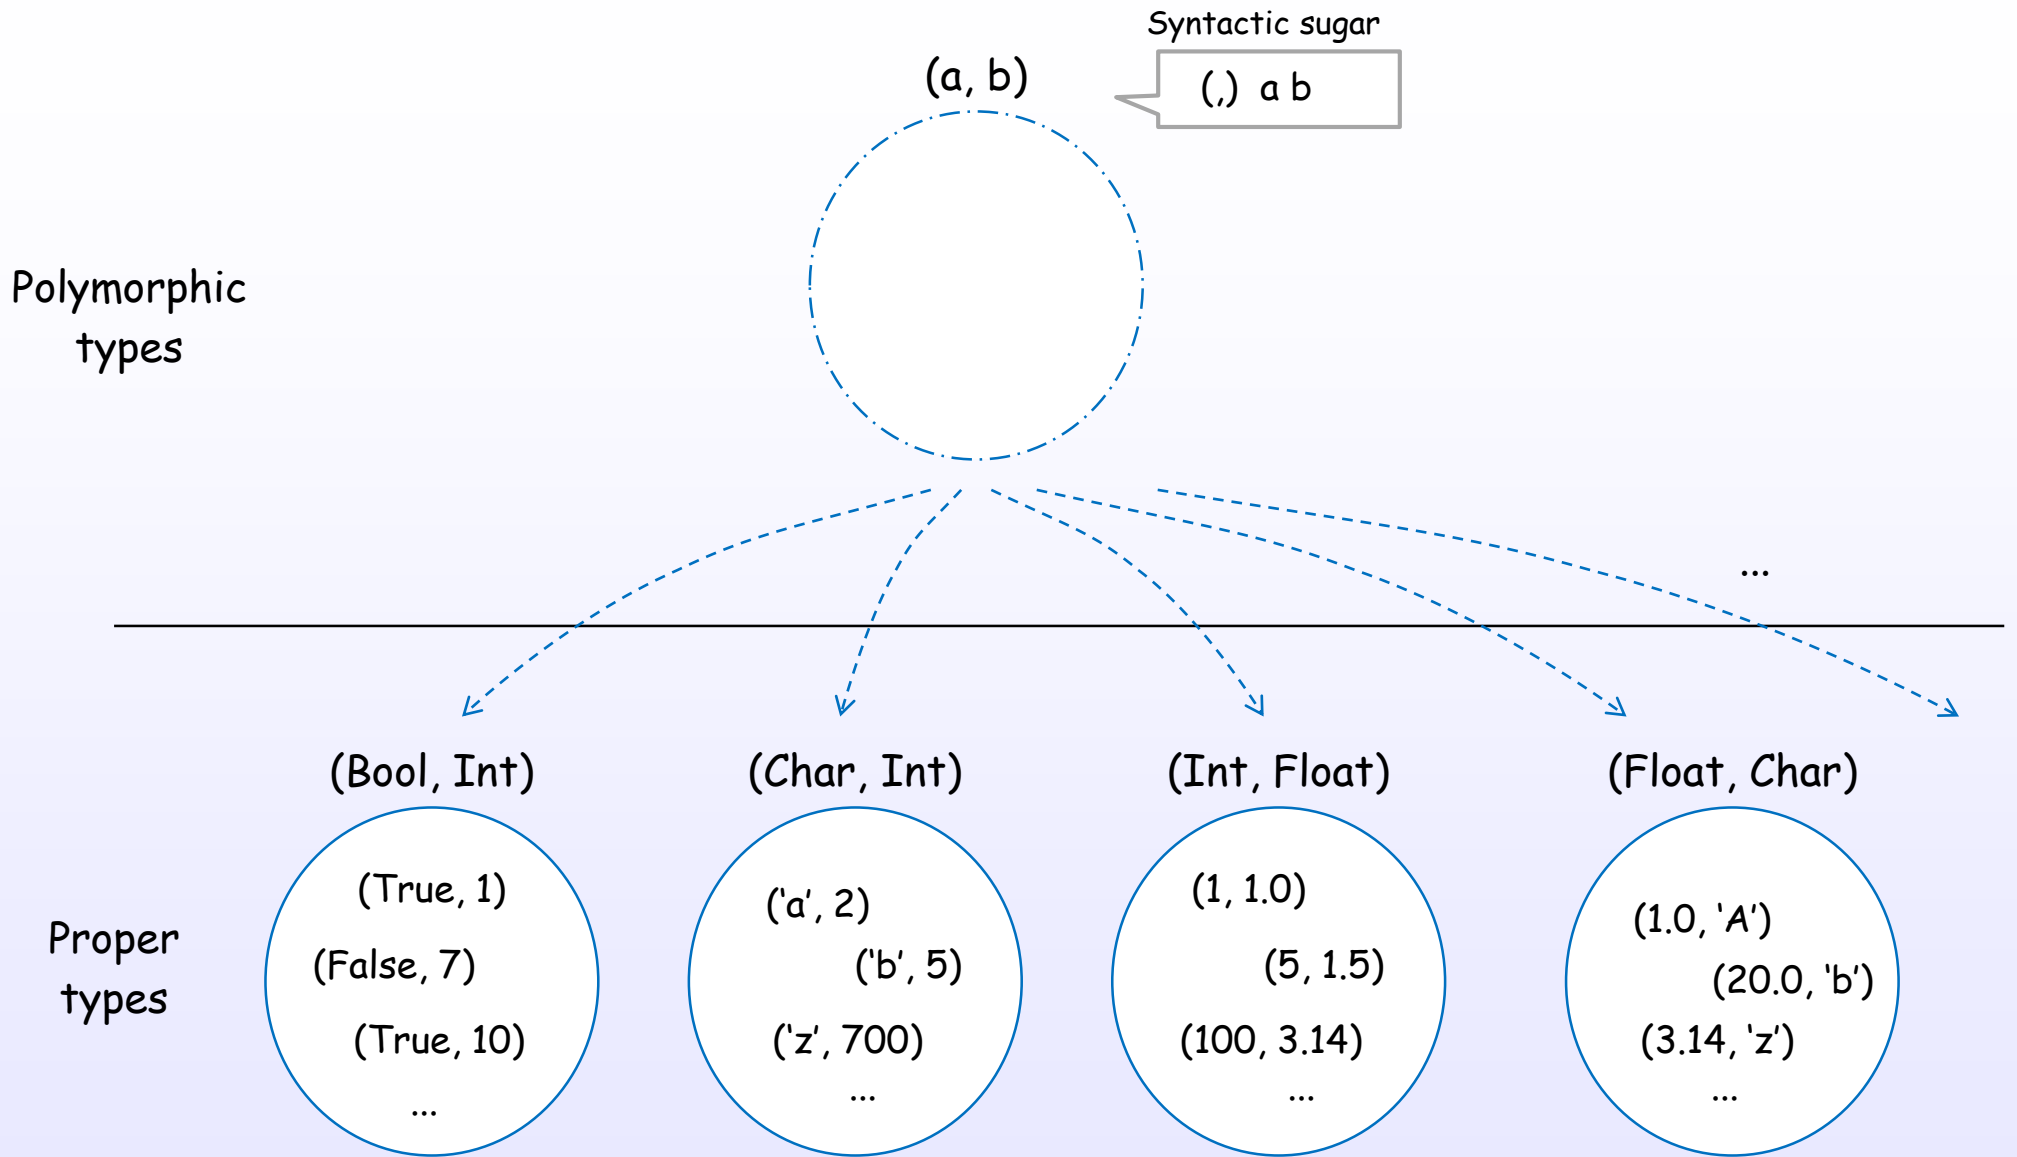 Syntactic sugar
(a, b)
(,) a b
Polymorphic
types
...
(Bool, Int)
(Char, Int)
(Int, Float)
(Float, Char)
Proper
types
(True, 1)
(False, 7)
(True, 10)
...
(‘a’, 2)
(‘b’, 5)
(‘z’, 700)
...
(1, 1.0)
(5, 1.5)
(100, 3.14)
...
(1.0, ‘A’)
(20.0, ‘b’)
(3.14, ‘z’)
...